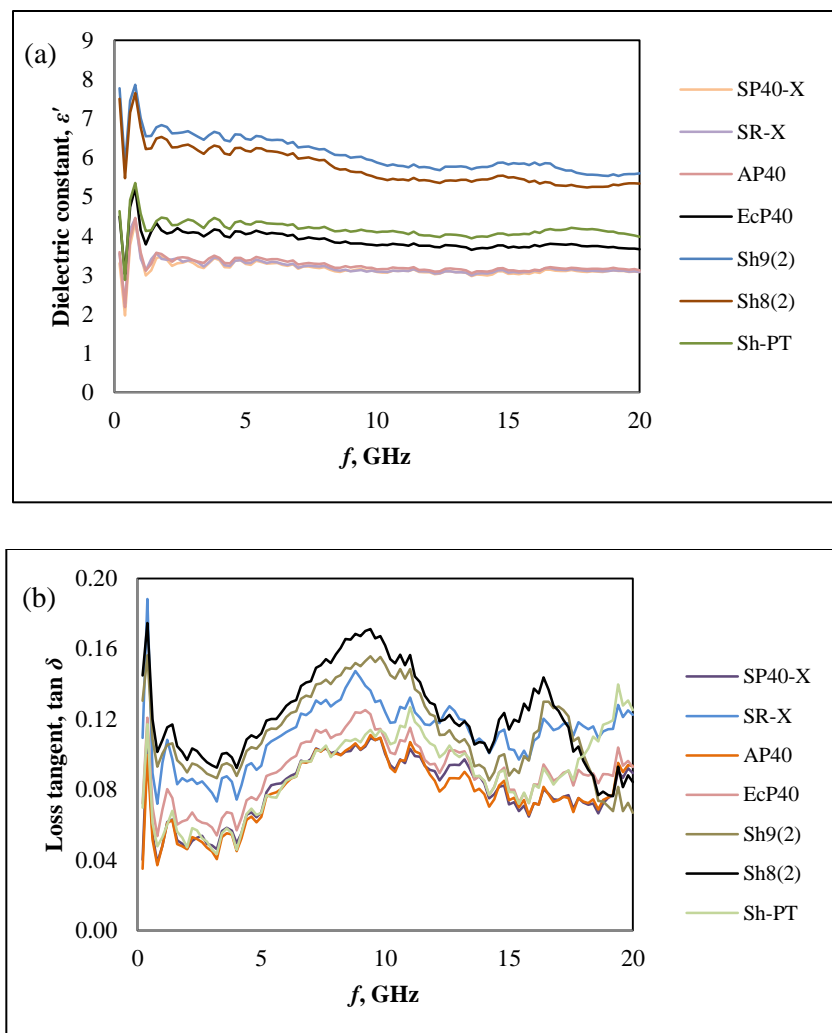 (a)
Dielectric constant, ε′
9
8
7
6
5
4
3
2
1
0
0 5 10 15 20
f, GHz
SP40-X
SR-X
AP40
EcP40
Sh9(2)
Sh8(2)
Sh-PT
(b)
Loss tangent, tan δ
0.20
0.16
0.12
0.08
0.04
0.00
0 5 10 15 20
f, GHz
SP40-X
SR-X
AP40
EcP40
Sh9(2)
Sh8(2)
Sh-PT